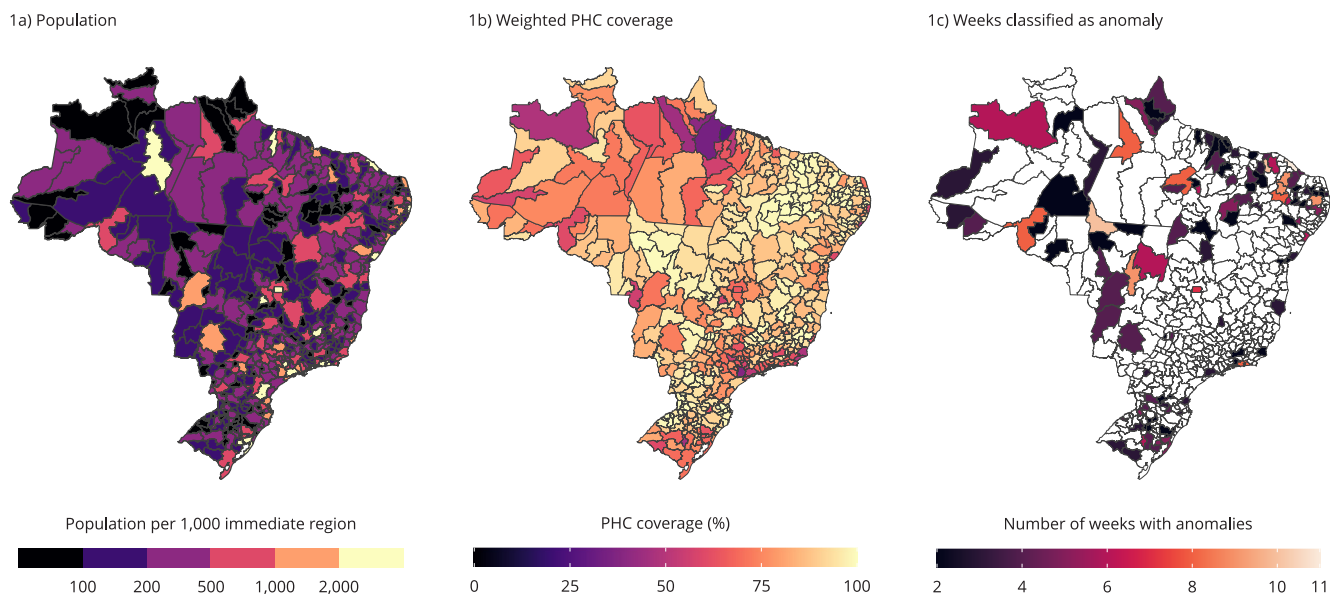 1a) Population
1b) Weighted PHC coverage
1c) Weeks classified as anomaly
Population per 1,000 immediate region
100 200 500 1,000 2,000
PHC coverage (%)
0 25 50 75 100
Number of weeks with anomalies
2 4 6 8 10 11